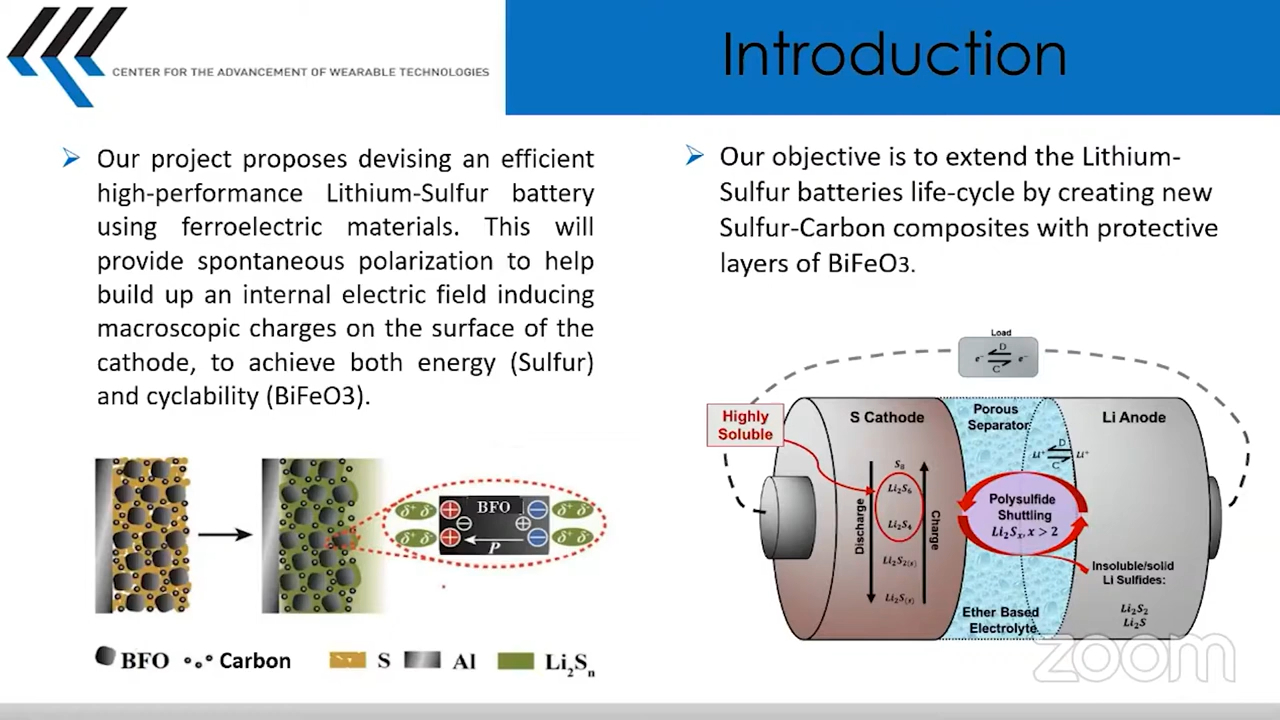 CENTER FOR THE ADVANCEMENT OF WEARABLE TECHNOLOGIES
Introduction
Our project proposes devising an efficient
high-performance Lithium-Sulfur battery
using ferroelectric materials. This will
provide spontaneous polarization to help
build up an internal electric field inducing
macroscopic charges on the surface of the
cathode, to achieve both energy (Sulfur)
and cyclability (BiFeO3).
Our objective is to extend the Lithium-
Sulfur batteries life-cycle by creating new
Sulfur-Carbon composites with protective
layers of BiFeO3.
δ+ δ-
+
BFO
−
δ+ δ-
− +
δ+ δ-
+
P
−
δ+ δ-
BFO
Carbon
S
Al
Li2Sn
Load
D
e- ⇌ e-
C
Highly
Soluble
S Cathode
Porous
Separator
Li Anode
D
Li+ ⇌ Li+
C
Discharge
S8
Li2S6
Li2S4
Li2S2(s)
Li2S(s)
Charge
Polysulfide
Shuttling
Li2Sx, x > 2
Insoluble/solid
Li Sulfides:
Li2S2
Li2S
Ether Based
Electrolyte
zoom